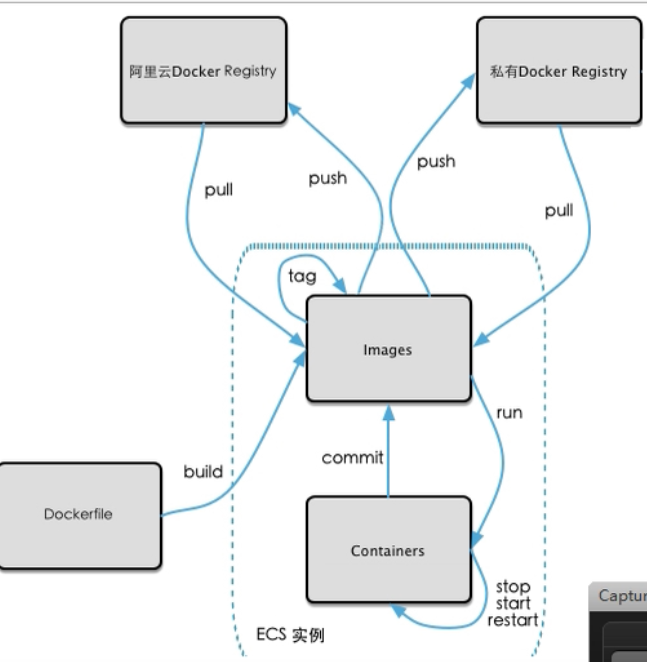 阿里云Docker Registry
私有Docker Registry
push
push
pull
pull
tag
Images
run
commit
build
Dockerfile
Containers
stop
start
restart
ECS 实例